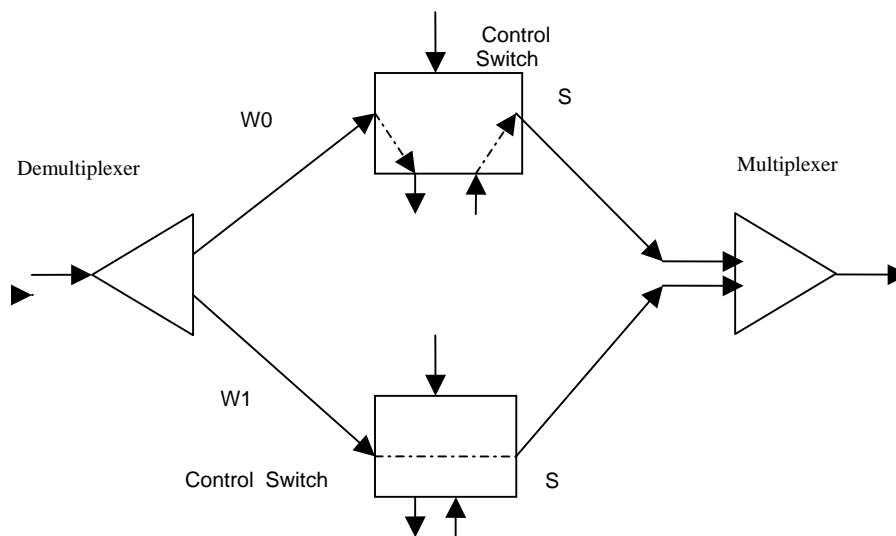 Control
Switch
S
W0
Demultiplexer
Multiplexer
W1
Control Switch
S